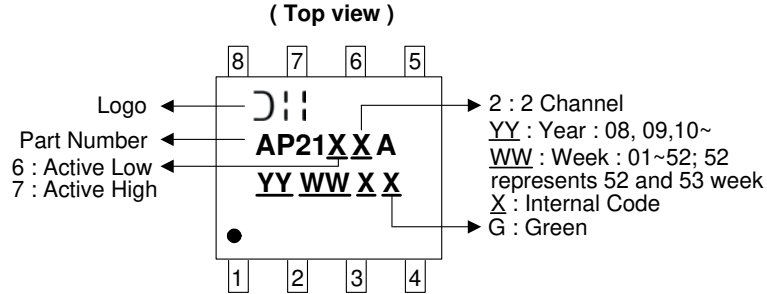 ( Top view )
8 7 6 5
Logo
Part Number
6 : Active Low
7 : Active High
DII
AP21XXA
YY WW X X
2 : 2 Channel
YY : Year : 08, 09,10~
WW : Week : 01~52; 52
represents 52 and 53 week
X : Internal Code
G : Green
1 2 3 4